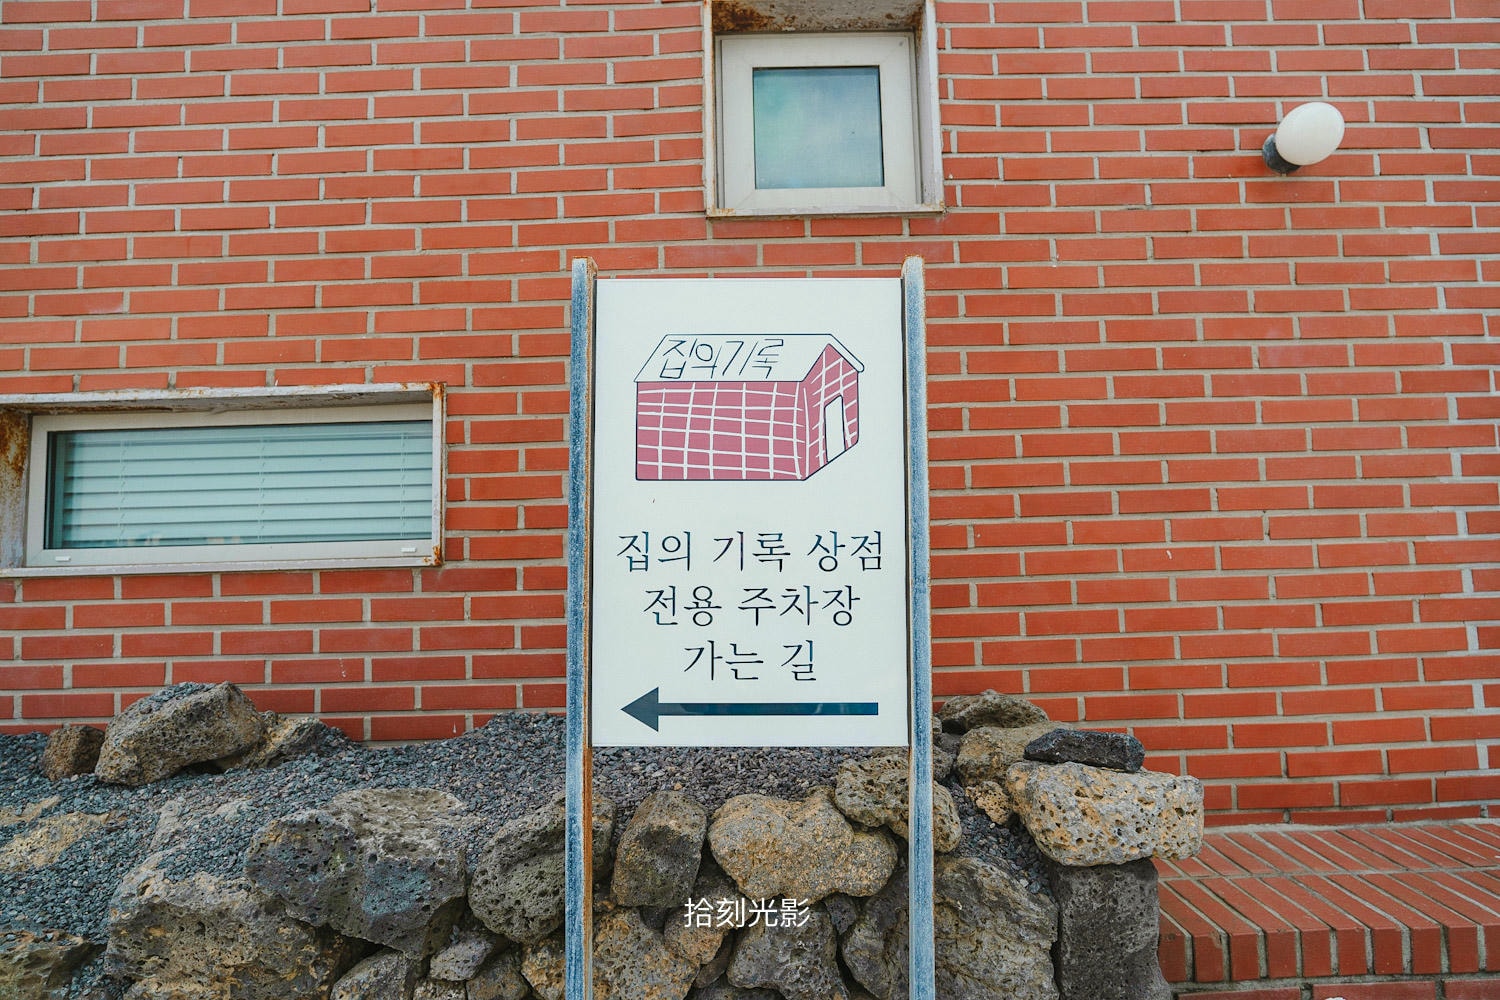 집의기록
집의 기록 상점
전용 주차장
가는 길
拾刻光影